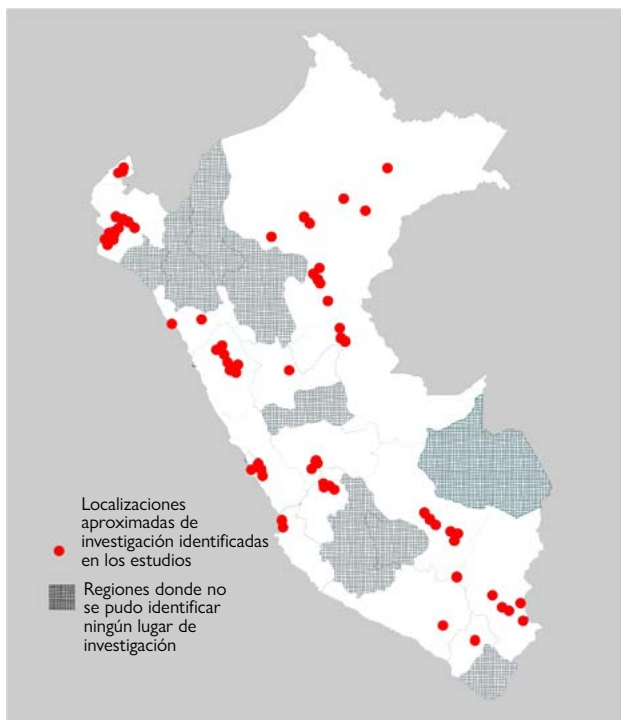 Localizaciones
aproximadas de
investigación identificadas
en los estudios
Regiones donde no
se pudo identificar
ningún lugar de
investigación